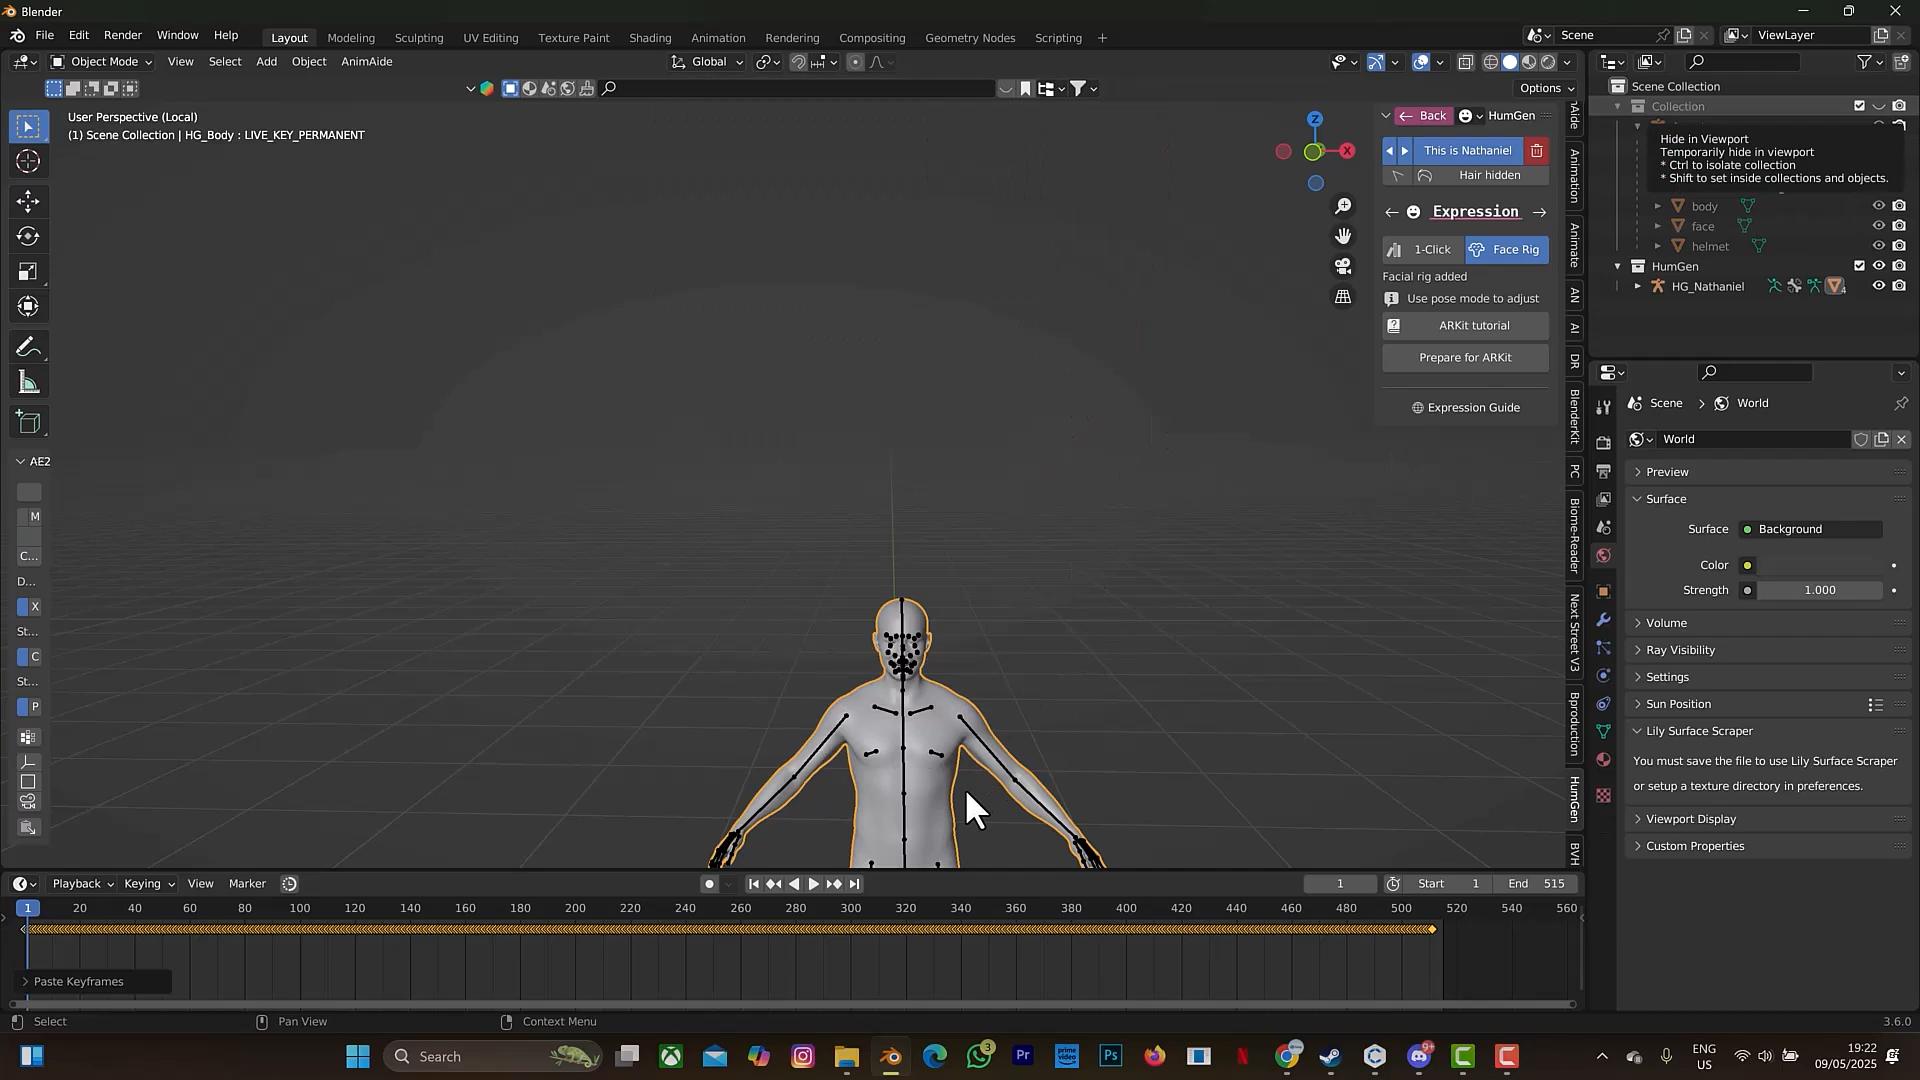 Blender
File Edit Render Window Help
Layout Modeling Sculpting UV Editing Texture Paint Shading Animation Rendering Compositing Geometry Nodes Scripting +
Scene
ViewLayer
Object Mode View Select Add Object AnimAide
Global
Options
User Perspective (Local)
(1) Scene Collection | HG_Body : LIVE_KEY_PERMANENT
Z
X
Back HumGen
This is Nathaniel
Hair hidden
Expression
1-Click Face Rig
Facial rig added
Use pose mode to adjust
ARKit tutorial
Prepare for ARKit
Expression Guide
Animation
Animate
AN
AI
DR
BlenderKit
PC
Biome-Reader
Next Street V3
Bproduction
HumGen
BVH
Scene Collection
Collection
Hide in Viewport
Temporarily hide in viewport
* Ctrl to isolate collection
* Shift to set inside collections and objects.
body
face
helmet
HumGen
HG_Nathaniel
4
Scene > World
World
Preview
Surface
Surface Background
Color
Strength 1.000
Volume
Ray Visibility
Settings
Sun Position
Lily Surface Scraper
You must save the file to use Lily Surface Scraper
or setup a texture directory in preferences.
Viewport Display
Custom Properties
AE2
M
C...
D...
X
St...
C
St...
P
Playback Keying View Marker
1 Start 1 End 515
1 20 40 60 80 100 120 140 160 180 200 220 240 260 280 300 320 340 360 380 400 420 440 460 480 500 520 540 560
Paste Keyframes
Select Pan View Context Menu
3.6.0
Search
3
Pr
prime video
Ps
N
9+
ENG
US
19:22
09/05/2025